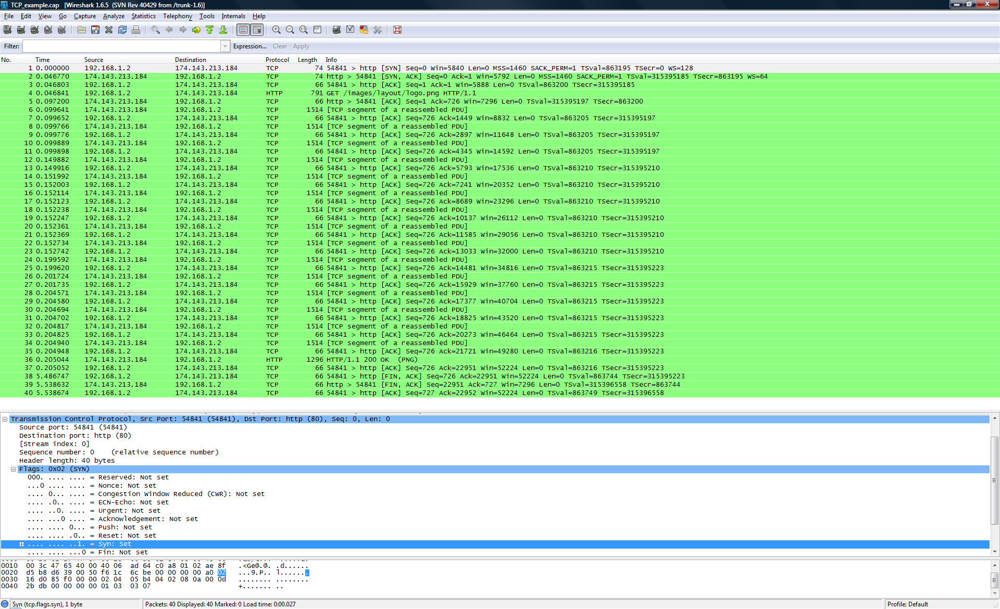 TCP_example.cap   [Wireshark 1.6.5  (SVN Rev 40429 from /trunk-1.6)]
File Edit View Go Capture Analyze Statistics Telephony Tools Internals Help
Filter: Expression... Clear Apply
No. Time Source Destination Protocol Length Info
1 0.000000 192.168.1.2 174.143.213.184 TCP 74 54841 > http [SYN] Seq=0 Win=5840 Len=0 MSS=1460 SACK_PERM=1 TSval=863195 TSecr=0 WS=128
2 0.046770 174.143.213.184 192.168.1.2 TCP 74 http > 54841 [SYN, ACK] Seq=0 Ack=1 Win=5792 Len=0 MSS=1460 SACK_PERM=1 TSval=315395185 TSecr=863195 WS=64
3 0.046803 192.168.1.2 174.143.213.184 TCP 66 54841 > http [ACK] Seq=1 Ack=1 Win=5888 Len=0 TSval=863200 TSecr=315395185
4 0.046841 192.168.1.2 174.143.213.184 HTTP 791 GET /images/layout/logo.png HTTP/1.1
5 0.097200 174.143.213.184 192.168.1.2 TCP 66 http > 54841 [ACK] Seq=1 Ack=726 Win=7296 Len=0 TSval=315395197 TSecr=863200
6 0.099641 174.143.213.184 192.168.1.2 TCP 1514 [TCP segment of a reassembled PDU]
7 0.099652 192.168.1.2 174.143.213.184 TCP 66 54841 > http [ACK] Seq=726 Ack=1449 Win=8832 Len=0 TSval=863205 TSecr=315395197
8 0.099766 174.143.213.184 192.168.1.2 TCP 1514 [TCP segment of a reassembled PDU]
9 0.099776 192.168.1.2 174.143.213.184 TCP 66 54841 > http [ACK] Seq=726 Ack=2897 Win=11648 Len=0 TSval=863205 TSecr=315395197
10 0.099889 174.143.213.184 192.168.1.2 TCP 1514 [TCP segment of a reassembled PDU]
11 0.099898 192.168.1.2 174.143.213.184 TCP 66 54841 > http [ACK] Seq=726 Ack=4345 Win=14592 Len=0 TSval=863205 TSecr=315395197
12 0.149882 174.143.213.184 192.168.1.2 TCP 1514 [TCP segment of a reassembled PDU]
13 0.149916 192.168.1.2 174.143.213.184 TCP 66 54841 > http [ACK] Seq=726 Ack=5793 Win=17536 Len=0 TSval=863210 TSecr=315395210
14 0.151992 174.143.213.184 192.168.1.2 TCP 1514 [TCP segment of a reassembled PDU]
15 0.152003 192.168.1.2 174.143.213.184 TCP 66 54841 > http [ACK] Seq=726 Ack=7241 Win=20352 Len=0 TSval=863210 TSecr=315395210
16 0.152114 174.143.213.184 192.168.1.2 TCP 1514 [TCP segment of a reassembled PDU]
17 0.152123 192.168.1.2 174.143.213.184 TCP 66 54841 > http [ACK] Seq=726 Ack=8689 Win=23296 Len=0 TSval=863210 TSecr=315395210
18 0.152238 174.143.213.184 192.168.1.2 TCP 1514 [TCP segment of a reassembled PDU]
19 0.152247 192.168.1.2 174.143.213.184 TCP 66 54841 > http [ACK] Seq=726 Ack=10137 Win=26112 Len=0 TSval=863210 TSecr=315395210
20 0.152361 174.143.213.184 192.168.1.2 TCP 1514 [TCP segment of a reassembled PDU]
21 0.152369 192.168.1.2 174.143.213.184 TCP 66 54841 > http [ACK] Seq=726 Ack=11585 Win=29056 Len=0 TSval=863210 TSecr=315395210
22 0.152734 174.143.213.184 192.168.1.2 TCP 1514 [TCP segment of a reassembled PDU]
23 0.152742 192.168.1.2 174.143.213.184 TCP 66 54841 > http [ACK] Seq=726 Ack=13033 Win=32000 Len=0 TSval=863210 TSecr=315395210
24 0.199592 174.143.213.184 192.168.1.2 TCP 1514 [TCP segment of a reassembled PDU]
25 0.199620 192.168.1.2 174.143.213.184 TCP 66 54841 > http [ACK] Seq=726 Ack=14481 Win=34816 Len=0 TSval=863215 TSecr=315395223
26 0.201724 174.143.213.184 192.168.1.2 TCP 1514 [TCP segment of a reassembled PDU]
27 0.201735 192.168.1.2 174.143.213.184 TCP 66 54841 > http [ACK] Seq=726 Ack=15929 Win=37760 Len=0 TSval=863215 TSecr=315395223
28 0.204571 174.143.213.184 192.168.1.2 TCP 1514 [TCP segment of a reassembled PDU]
29 0.204580 192.168.1.2 174.143.213.184 TCP 66 54841 > http [ACK] Seq=726 Ack=17377 Win=40704 Len=0 TSval=863215 TSecr=315395223
30 0.204694 174.143.213.184 192.168.1.2 TCP 1514 [TCP segment of a reassembled PDU]
31 0.204702 192.168.1.2 174.143.213.184 TCP 66 54841 > http [ACK] Seq=726 Ack=18825 Win=43520 Len=0 TSval=863215 TSecr=315395223
32 0.204817 174.143.213.184 192.168.1.2 TCP 1514 [TCP segment of a reassembled PDU]
33 0.204825 192.168.1.2 174.143.213.184 TCP 66 54841 > http [ACK] Seq=726 Ack=20273 Win=46464 Len=0 TSval=863215 TSecr=315395223
34 0.204940 174.143.213.184 192.168.1.2 TCP 1514 [TCP segment of a reassembled PDU]
35 0.204948 192.168.1.2 174.143.213.184 TCP 66 54841 > http [ACK] Seq=726 Ack=21721 Win=49280 Len=0 TSval=863216 TSecr=315395223
36 0.205044 174.143.213.184 192.168.1.2 HTTP 1296 HTTP/1.1 200 OK  (PNG)
37 0.205052 192.168.1.2 174.143.213.184 TCP 66 54841 > http [ACK] Seq=726 Ack=22951 Win=52224 Len=0 TSval=863216 TSecr=315395223
38 5.486747 192.168.1.2 174.143.213.184 TCP 66 54841 > http [FIN, ACK] Seq=726 Ack=22951 Win=52224 Len=0 TSval=863744 TSecr=315395223
39 5.538632 174.143.213.184 192.168.1.2 TCP 66 http > 54841 [FIN, ACK] Seq=22951 Ack=727 Win=7296 Len=0 TSval=315396558 TSecr=863744
40 5.538674 192.168.1.2 174.143.213.184 TCP 66 54841 > http [ACK] Seq=727 Ack=22952 Win=52224 Len=0 TSval=863749 TSecr=315396558
Transmission Control Protocol, Src Port: 54841 (54841), Dst Port: http (80), Seq: 0, Len: 0
Source port: 54841 (54841)
Destination port: http (80)
[Stream index: 0]
Sequence number: 0    (relative sequence number)
Header length: 40 bytes
Flags: 0x02 (SYN)
000. .... .... = Reserved: Not set
...0 .... .... = Nonce: Not set
.... 0... .... = Congestion Window Reduced (CWR): Not set
.... .0.. .... = ECN-Echo: Not set
.... ..0. .... = Urgent: Not set
.... ...0 .... = Acknowledgement: Not set
.... .... 0... = Push: Not set
.... .... .0.. = Reset: Not set
.... .... ..1. = Syn: Set
.... .... ...0 = Fin: Not set
0010  00 3c 47 65 40 00 40 06  ad 64 c0 a8 01 02 ae 8f   .<Ge@.@. .d......
0020  d5 b8 d6 39 00 50 f6 1c  6c be 00 00 00 00 a0 02   ...9.P.. l.......
0030  16 d0 85 f0 00 00 02 04  05 b4 04 02 08 0a 00 0d   ........ ........
0040  2b db 00 00 00 00 01 03  03 07   +....... ..
Syn (tcp.flags.syn), 1 byte Packets: 40 Displayed: 40 Marked: 0 Load time: 0:00.027 Profile: Default